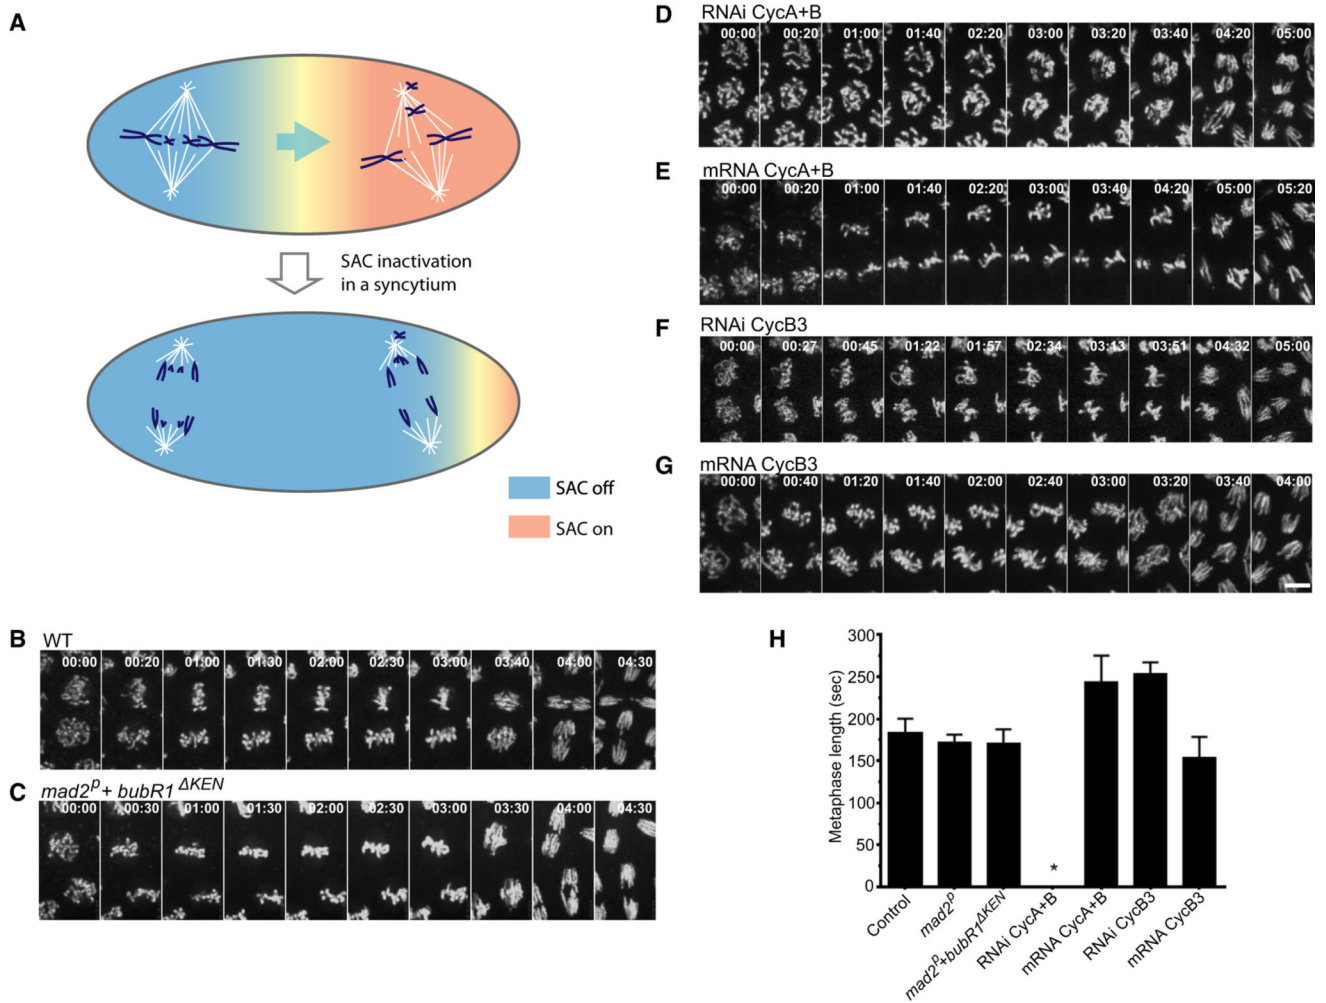 A
SAC inactivation
in a syncytium
SAC off
SAC on
B
WT
00:00 00:20 01:00 01:30 02:00 02:30 03:00 03:40 04:00 04:30
C
mad2ᵖ + bubR1 ΔKEN
00:00 00:30 01:00 01:30 02:00 02:30 03:00 03:30 04:00 04:30
D
RNAi CycA+B
00:00 00:20 01:00 01:40 02:20 03:00 03:20 03:40 04:20 05:00
E
mRNA CycA+B
00:00 00:20 01:00 01:40 02:20 03:00 03:40 04:20 05:00 05:20
F
RNAi CycB3
00:00 00:27 00:45 01:22 01:57 02:34 03:13 03:51 04:32 05:00
G
mRNA CycB3
00:00 00:40 01:20 01:40 02:00 02:40 03:00 03:20 03:40 04:00
H
Metaphase length (sec)
300
250
200
150
100
50
0
*
Control
mad2ᵖ
mad2ᵖ+bubR1ΔKEN
RNAi CycA+B
mRNA CycA+B
RNAi CycB3
mRNA CycB3